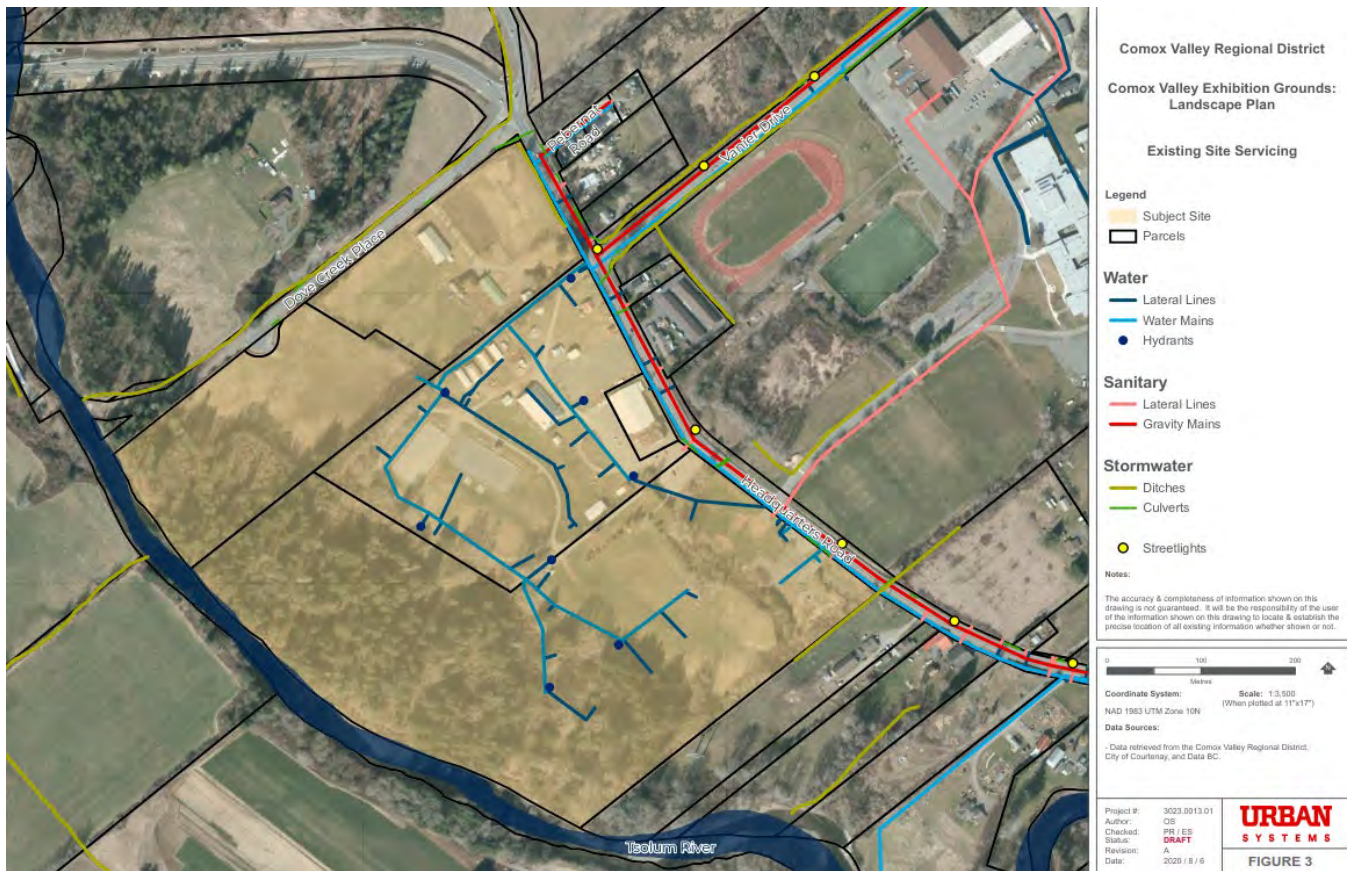 Pebernat
Road
Vanier Drive
Dove Creek Place
Headquarters Road
Tsolum River
Comox Valley Regional District
Comox Valley Exhibition Grounds:
Landscape Plan
Existing Site Servicing
Legend
Subject Site
Parcels
Water
Lateral Lines
Water Mains
Hydrants
Sanitary
Lateral Lines
Gravity Mains
Stormwater
Ditches
Culverts
Streetlights
Notes:
The accuracy & completeness of information shown on this
drawing is not guaranteed. It will be the responsibility of the user
of the information shown on this drawing to locate & establish the
precise location of all existing information whether shown or not.
0 100 200
Metres
N
Coordinate System: Scale: 1:3,500
(When plotted at 11"x17")
NAD 1983 UTM Zone 10N
Data Sources:
- Data retrieved from the Comox Valley Regional District,
City of Courtenay, and Data BC.
Project #: 3023.0013.01
Author: OS
Checked: PR / ES
Status: DRAFT
Revision: A
Date: 2020 / 8 / 6
URBAN
SYSTEMS
FIGURE 3